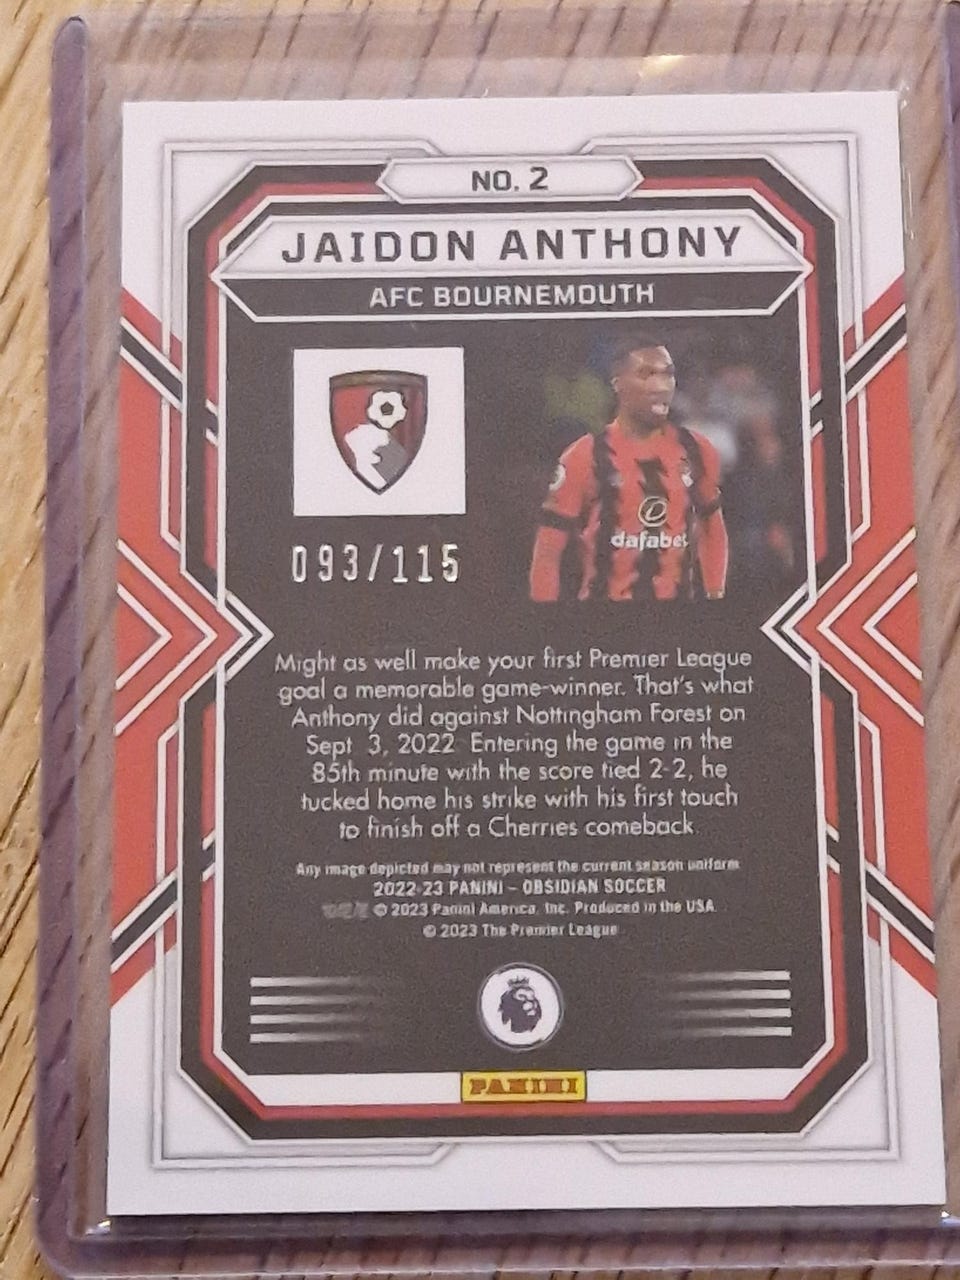 NO. 2
JAIDON ANTHONY
AFC BOURNEMOUTH
dafabet
093/115
Might as well make your first Premier League
goal a memorable game-winner. That's what
Anthony did against Nottingham Forest on
Sept 3, 2022 Entering the game in the
85th minute with the score tied 2-2, he
tucked home his strike with his first touch
to finish off a Cherries comeback
Any image depicted may not represent the current season uniform
2022-23 PANINI – OBSIDIAN SOCCER
© 2023 Panini America, Inc. Produced in the USA
© 2023 The Premier League
PANINI